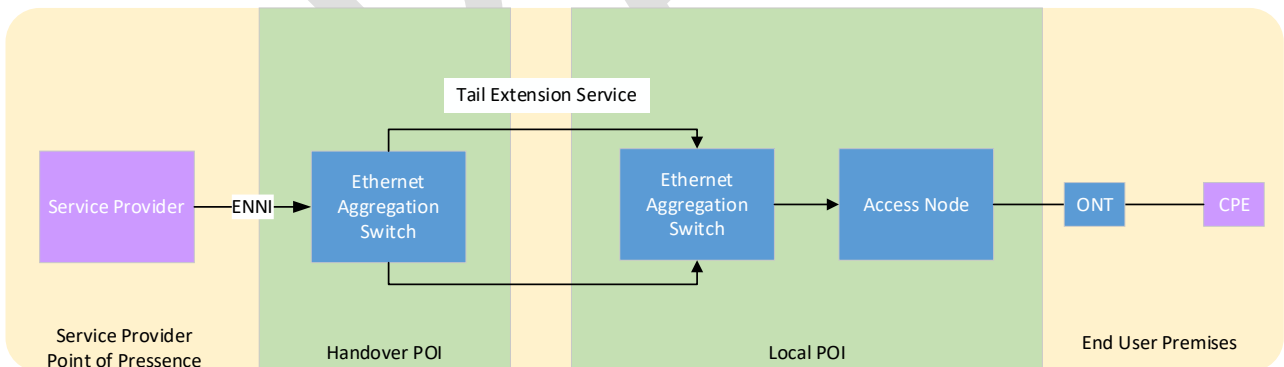 Tail Extension Service
Service Provider
ENNI
Ethernet
Aggregation
Switch
Ethernet
Aggregation
Switch
Access Node
ONT
CPE
Service Provider
Point of Pressence
Handover POI
Local POI
End User Premises